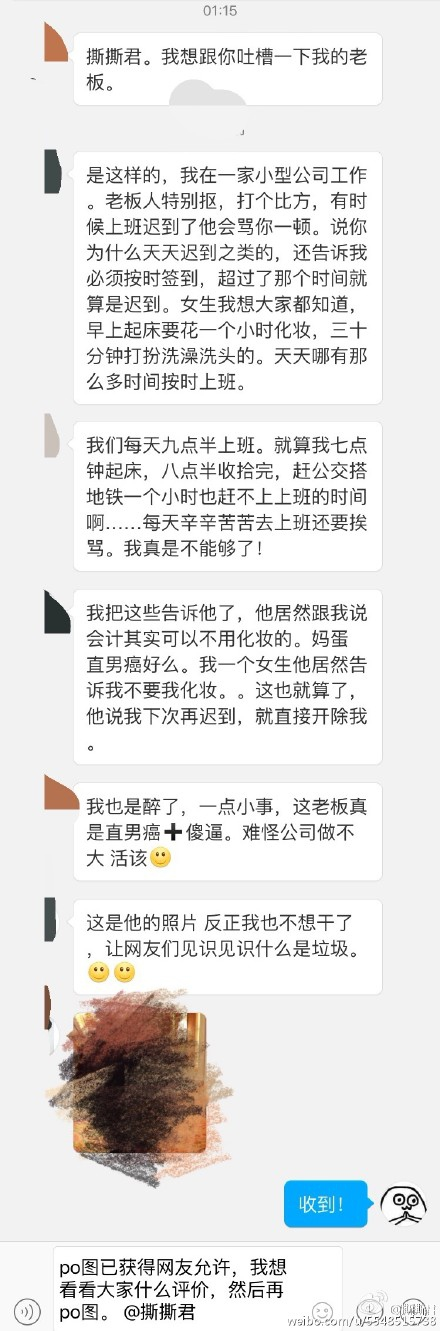 01:15
撕撕君。我想跟你吐槽一下我的老
板。
是这样的，我在一家小型公司工作
。老板人特别抠，打个比方，有时
候上班迟到了他会骂你一顿。说你
为什么天天迟到之类的，还告诉我
必须按时签到，超过了那个时间就
算是迟到。女生我想大家都知道，
早上起床要花一个小时化妆，三十
分钟打扮洗澡洗头的。天天哪有那
么多时间按时上班。
我们每天九点半上班。就算我七点
钟起床，八点半收拾完，赶公交搭
地铁一个小时也赶不上上班的时间
啊……每天辛辛苦苦去上班还要挨
骂。我真是不能够了！
我把这些告诉他了，他居然跟我说
会计其实可以不用化妆的。妈蛋
直男癌好么。我一个女生他居然告
诉我不要我化妆。。这也就算了，
他说我下次再迟到，就直接开除我
。
我也是醉了，一点小事，这老板真
是直男癌➕傻逼。难怪公司做不
大 活该🙂
这是他的照片 反正我也不想干了
，让网友们见识见识什么是垃圾。
🙂🙂
收到！
po图已获得网友允许，我想
看看大家什么评价，然后再
po图。 @撕撕君